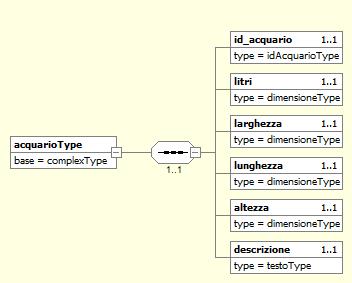 acquarioType
base = complexType
1..1
id_acquario 1..1
type = idAcquarioType
litri 1..1
type = dimensioneType
larghezza 1..1
type = dimensioneType
lunghezza 1..1
type = dimensioneType
altezza 1..1
type = dimensioneType
descrizione 1..1
type = testoType